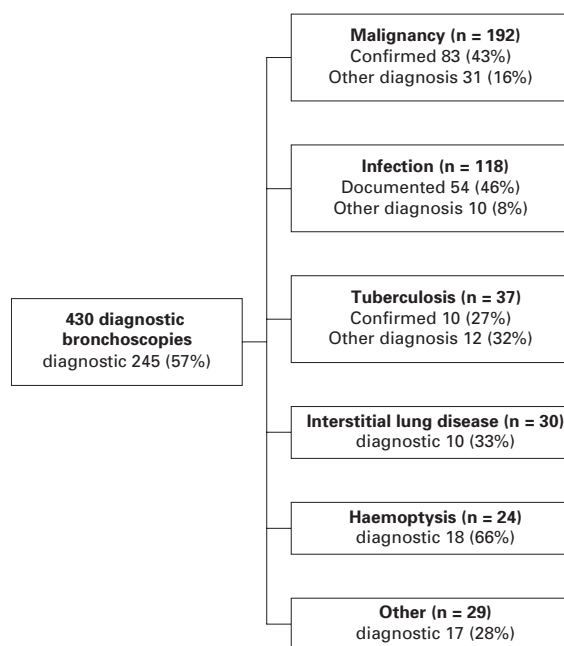 Malignancy (n = 192)
Confirmed 83 (43%)
Other diagnosis 31 (16%)
Infection (n = 118)
Documented 54 (46%)
Other diagnosis 10 (8%)
430 diagnostic
bronchoscopies
diagnostic 245 (57%)
Tuberculosis (n = 37)
Confirmed 10 (27%)
Other diagnosis 12 (32%)
Interstitial lung disease (n = 30)
diagnostic 10 (33%)
Haemoptysis (n = 24)
diagnostic 18 (66%)
Other (n = 29)
diagnostic 17 (28%)